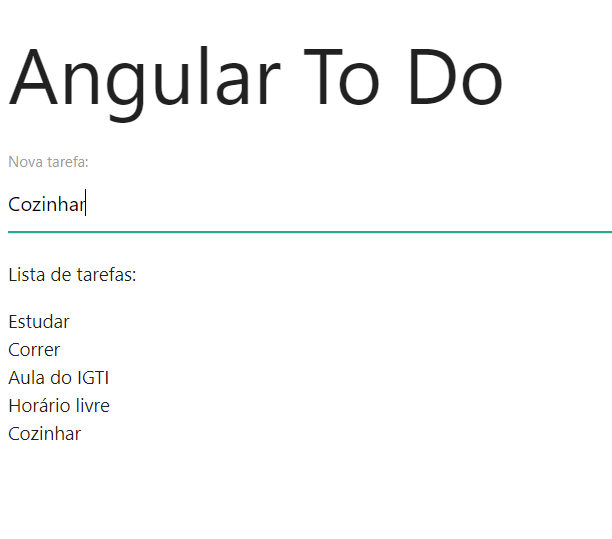 Angular To Do
Nova tarefa:
Cozinhar
Lista de tarefas:
Estudar
Correr
Aula do IGTI
Horário livre
Cozinhar